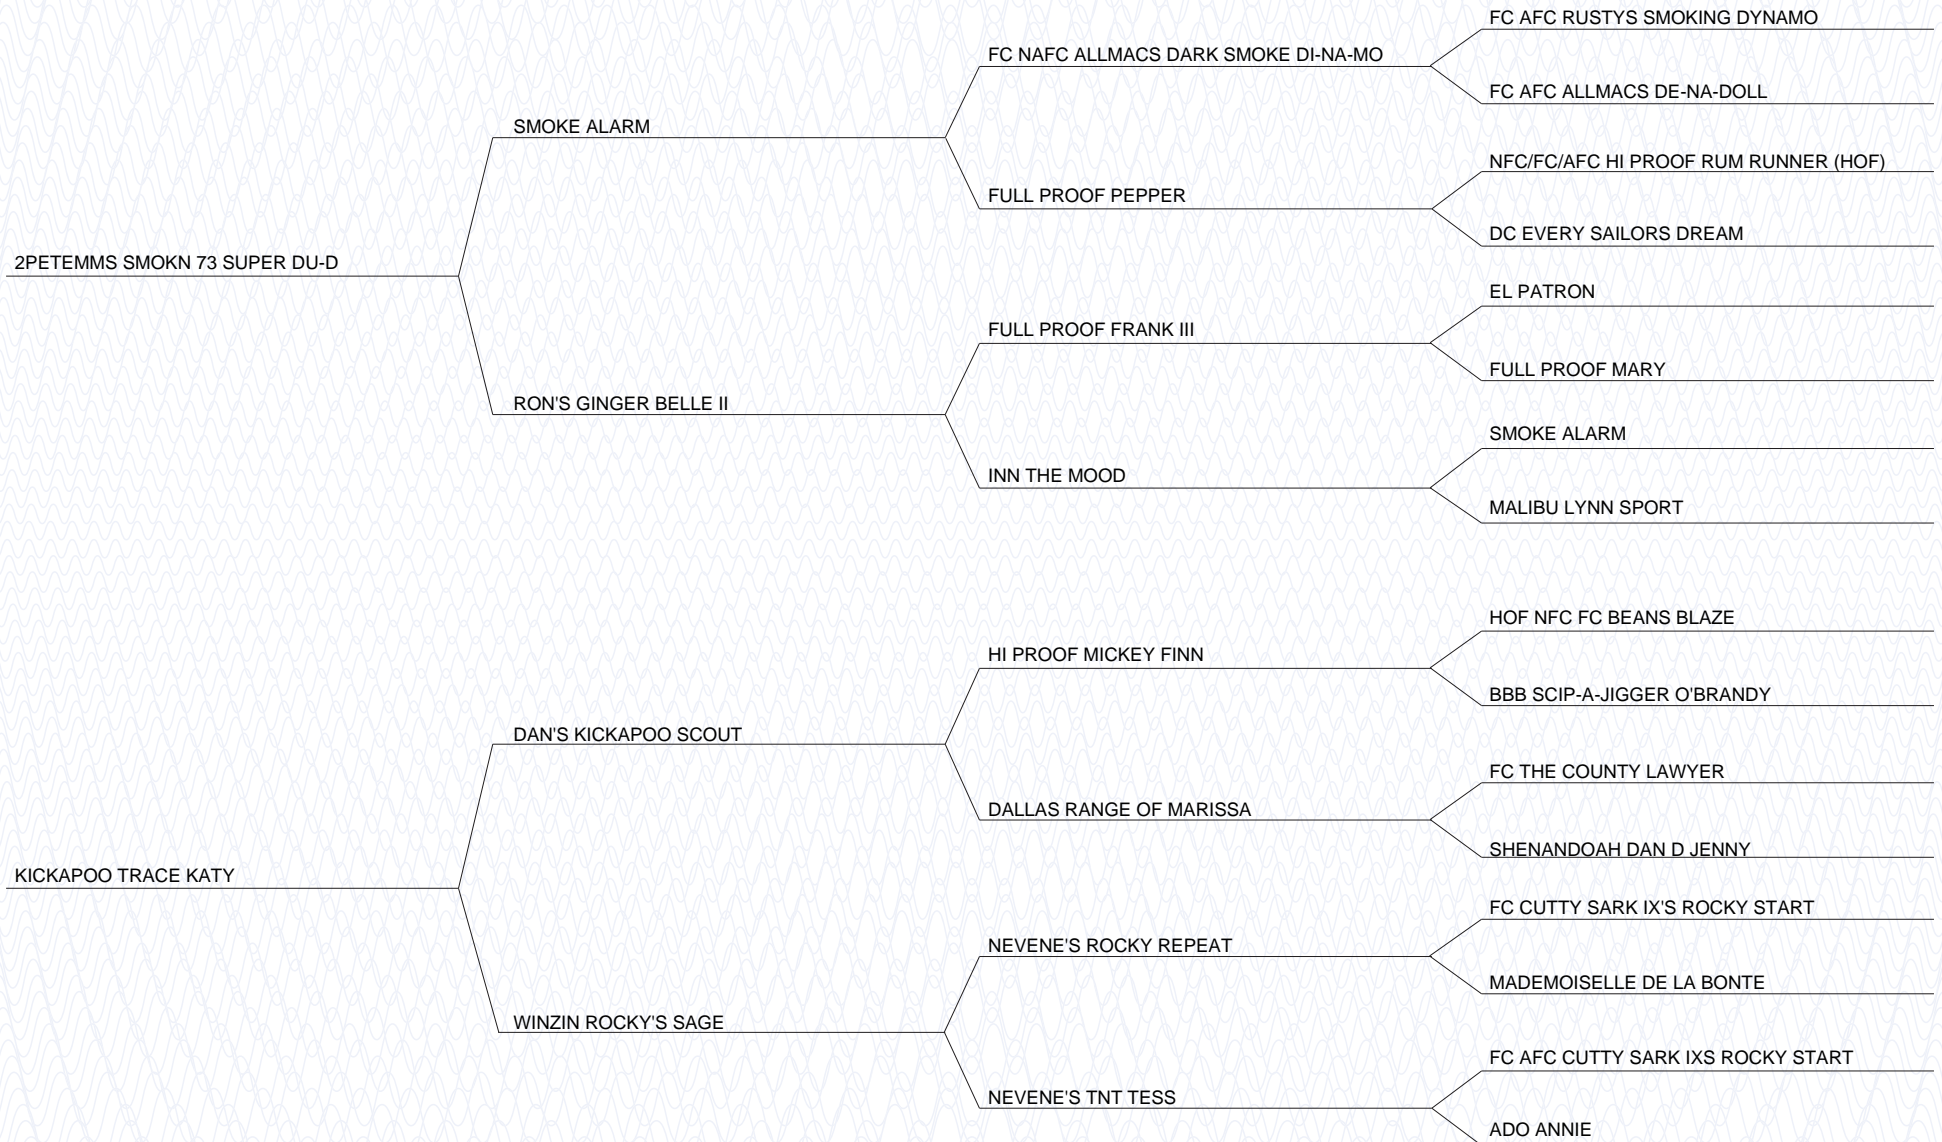 FC AFC RUSTYS SMOKING DYNAMO
FC NAFC ALLMACS DARK SMOKE DI-NA-MO
FC AFC ALLMACS DE-NA-DOLL
SMOKE ALARM
NFC/FC/AFC HI PROOF RUM RUNNER (HOF)
FULL PROOF PEPPER
DC EVERY SAILORS DREAM
2PETEMMS SMOKN 73 SUPER DU-D
EL PATRON
FULL PROOF FRANK III
FULL PROOF MARY
RON'S GINGER BELLE II
SMOKE ALARM
INN THE MOOD
MALIBU LYNN SPORT
HOF NFC FC BEANS BLAZE
HI PROOF MICKEY FINN
BBB SCIP-A-JIGGER O'BRANDY
DAN'S KICKAPOO SCOUT
FC THE COUNTY LAWYER
DALLAS RANGE OF MARISSA
SHENANDOAH DAN D JENNY
KICKAPOO TRACE KATY
FC CUTTY SARK IX'S ROCKY START
NEVENE'S ROCKY REPEAT
MADEMOISELLE DE LA BONTE
WINZIN ROCKY'S SAGE
FC AFC CUTTY SARK IXS ROCKY START
NEVENE'S TNT TESS
ADO ANNIE